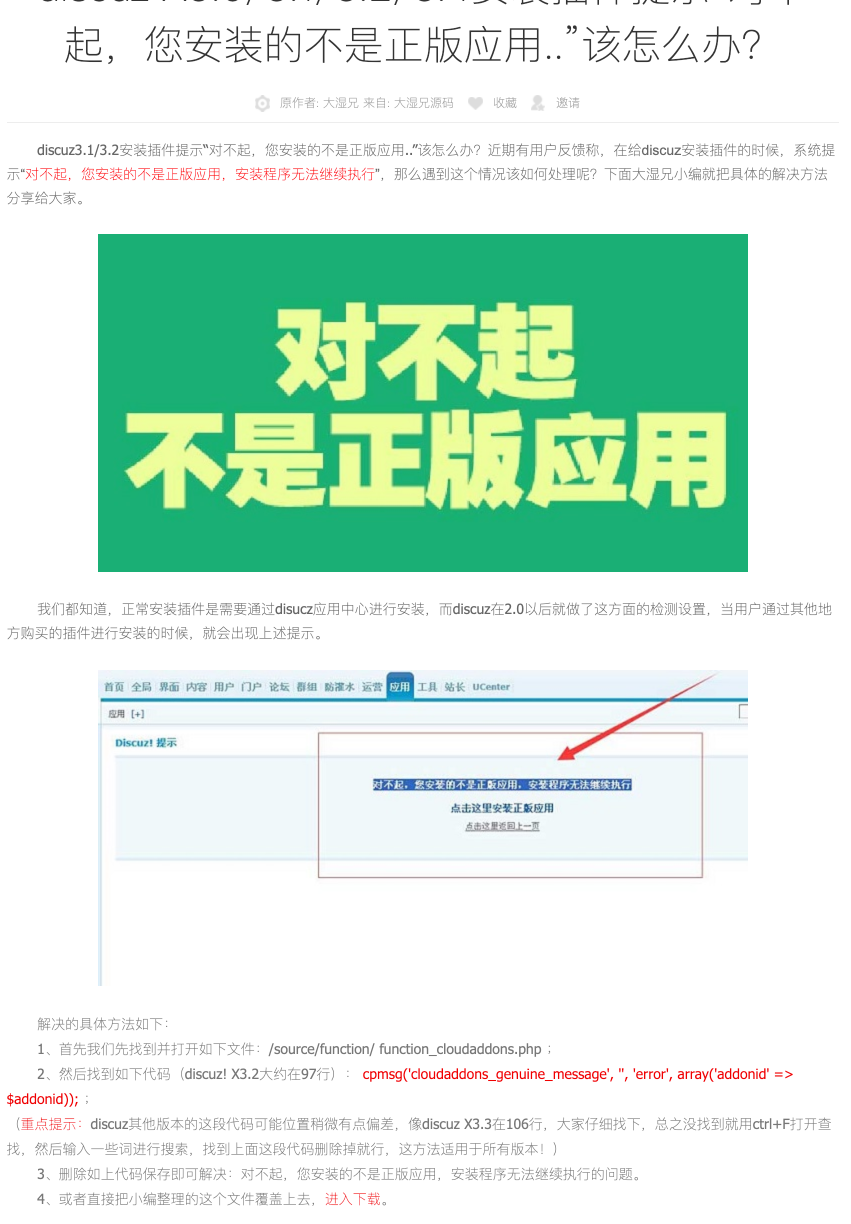 起，您安装的不是正版应用..”该怎么办？
原作者: 大湿兄 来自: 大湿兄源码 收藏 邀请
discuz3.1/3.2安装插件提示“对不起，您安装的不是正版应用..”该怎么办？近期有用户反馈称，在给discuz安装插件的时候，系统提
示“对不起，您安装的不是正版应用，安装程序无法继续执行”，那么遇到这个情况该如何处理呢？下面大湿兄小编就把具体的解决方法
分享给大家。
对不起
不是正版应用
我们都知道，正常安装插件是需要通过disucz应用中心进行安装，而discuz在2.0以后就做了这方面的检测设置，当用户通过其他地
方购买的插件进行安装的时候，就会出现上述提示。
首页 全局 界面 内容 用户 门户 论坛 群组 防灌水 运营 应用 工具 站长 UCenter
应用 [+]
Discuz! 提示
对不起，您安装的不是正版应用，安装程序无法继续执行
点击这里安装正版应用
点击这里返回上一页
解决的具体方法如下：
1、首先我们先找到并打开如下文件：/source/function/ function_cloudaddons.php；
2、然后找到如下代码（discuz! X3.2大约在97行）： cpmsg('cloudaddons_genuine_message', '', 'error', array('addonid' =>
$addonid));；
（重点提示：discuz其他版本的这段代码可能位置稍微有点偏差，像discuz X3.3在106行，大家仔细找下，总之没找到就用ctrl+F打开查
找，然后输入一些词进行搜索，找到上面这段代码删除掉就行，这方法适用于所有版本！）
3、删除如上代码保存即可解决：对不起，您安装的不是正版应用，安装程序无法继续执行的问题。
4、或者直接把小编整理的这个文件覆盖上去，进入下载。